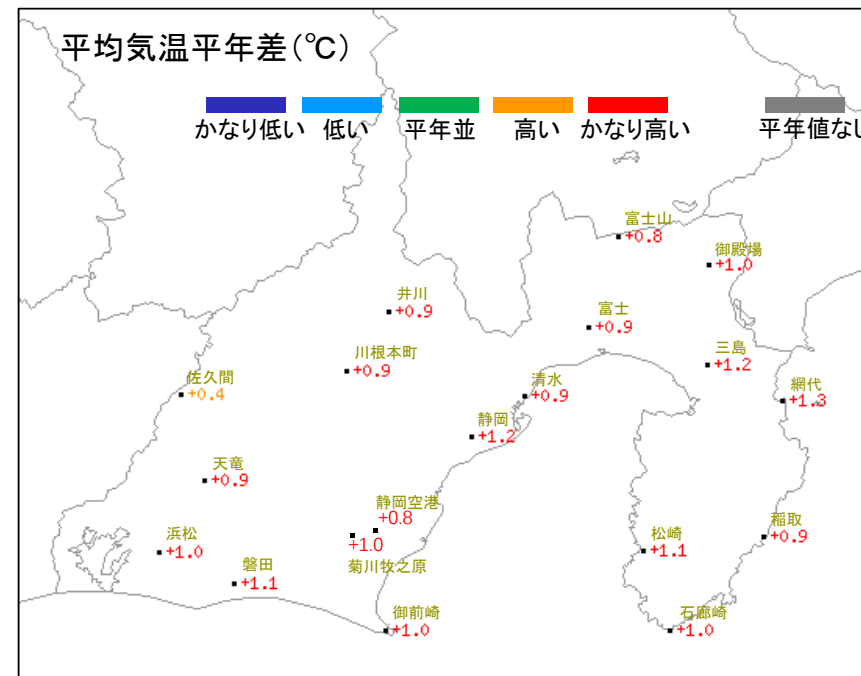 平均気温平年差(℃)
かなり低い 低い 平年並 高い かなり高い 平年値なし
富士山
+0.8
御殿場
+1.0
井川
+0.9
富士
+0.9
川根本町
+0.9
三島
+1.2
佐久間
+0.4
清水
+0.9
網代
+1.3
静岡
+1.2
天竜
+0.9
静岡空港
+0.8
浜松
+1.0
+1.0
菊川牧之原
松崎
+1.1
稲取
+0.9
磐田
+1.1
御前崎
+1.0
石廊崎
+1.0